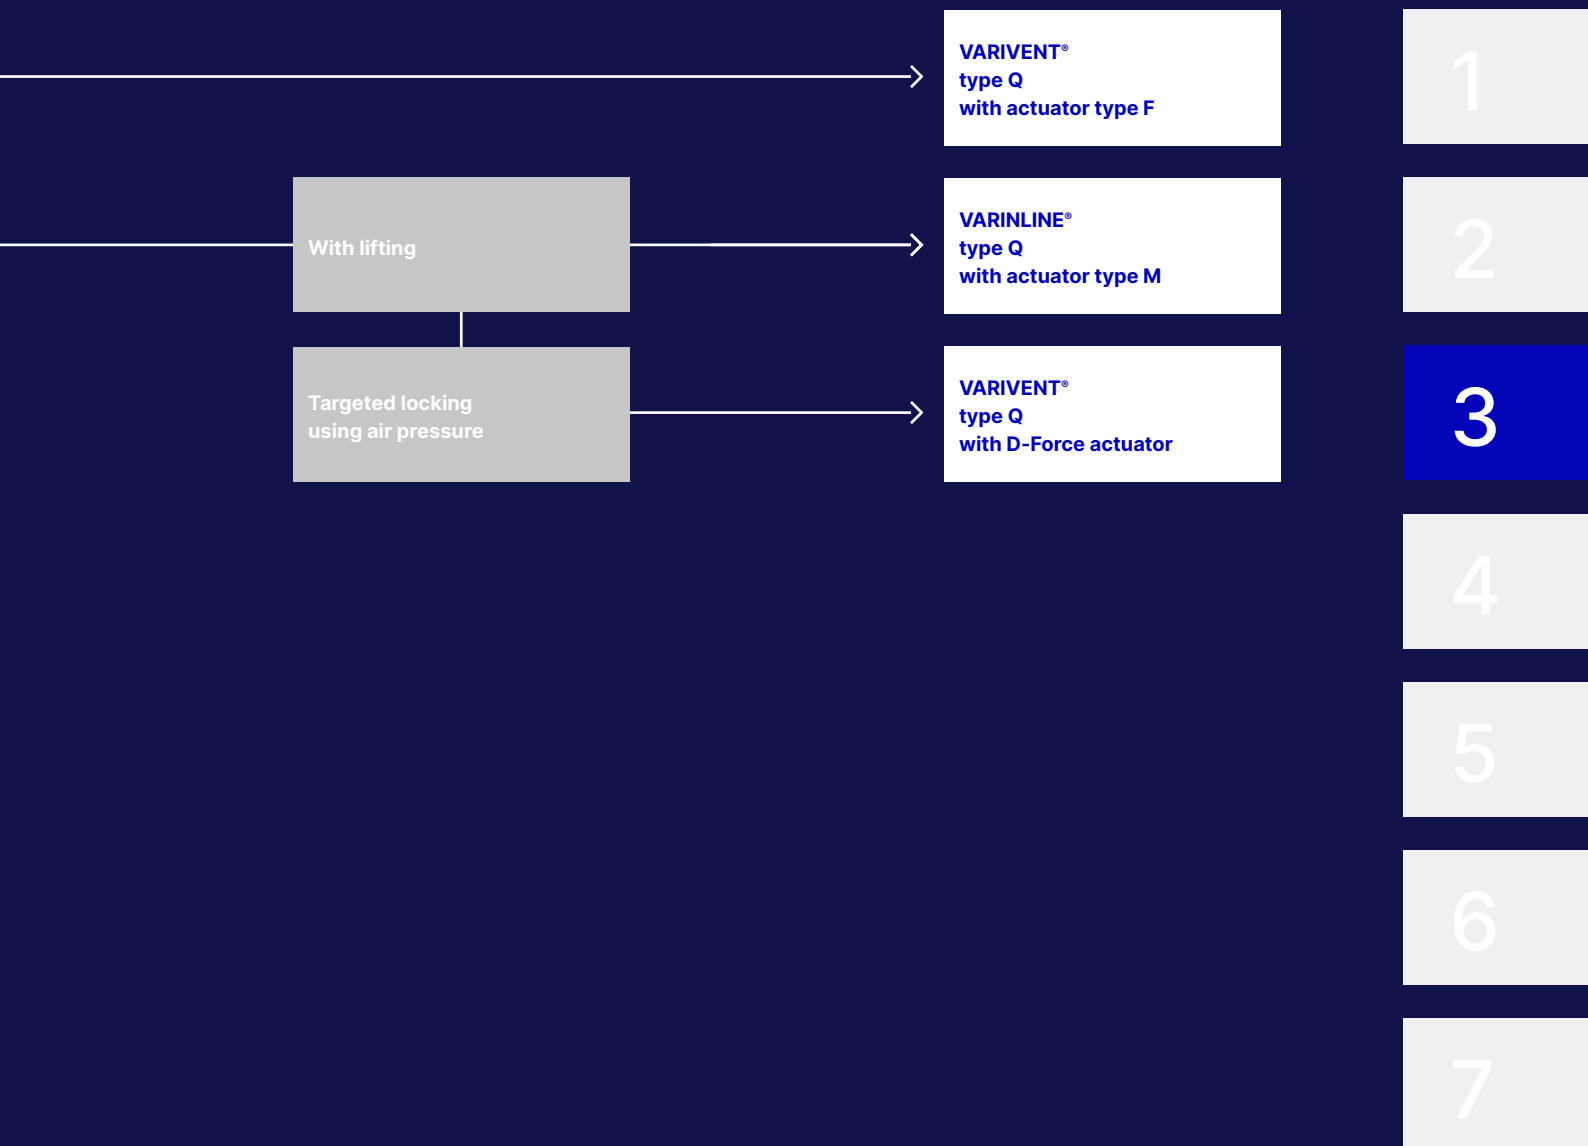 VARIVENT®
type Q
with actuator type F
With lifting
VARINLINE®
type Q
with actuator type M
Targeted locking
using air pressure
VARIVENT®
type Q
with D-Force actuator
1
2
3
4
5
6
7